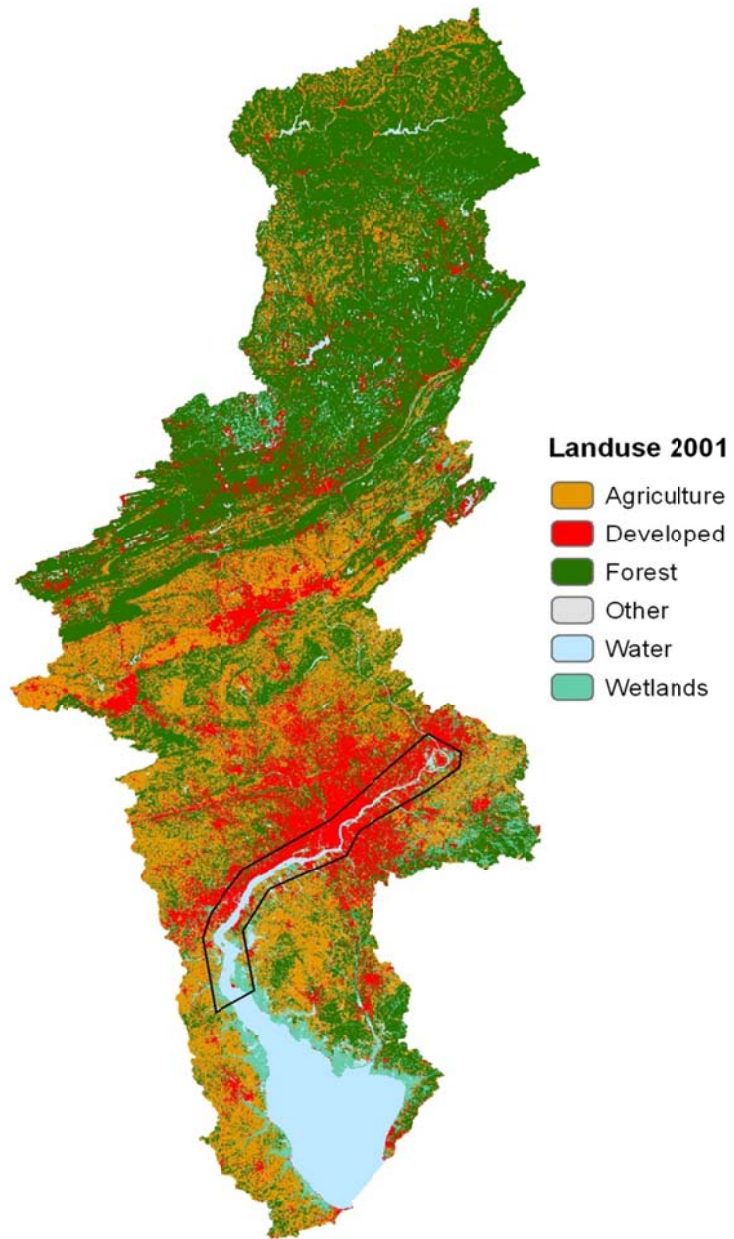 Landuse 2001
Agriculture
Developed
Forest
Other
Water
Wetlands